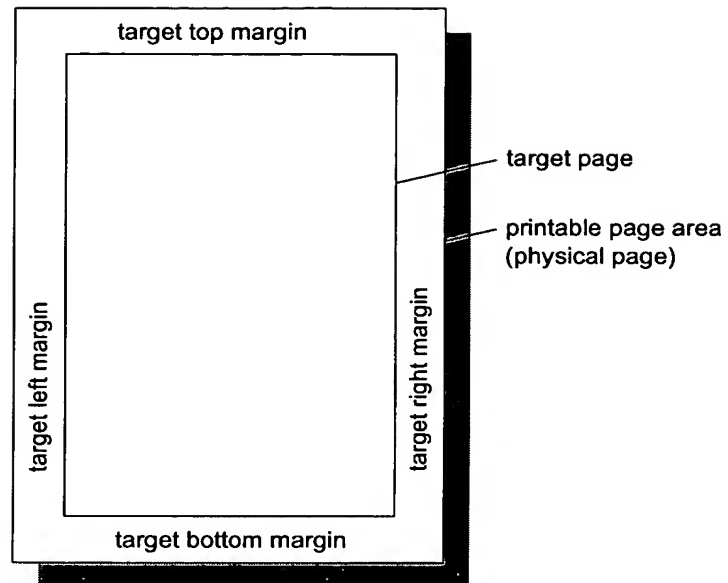 target top margin
target page
printable page area
(physical page)
target left margin
target right margin
target bottom margin